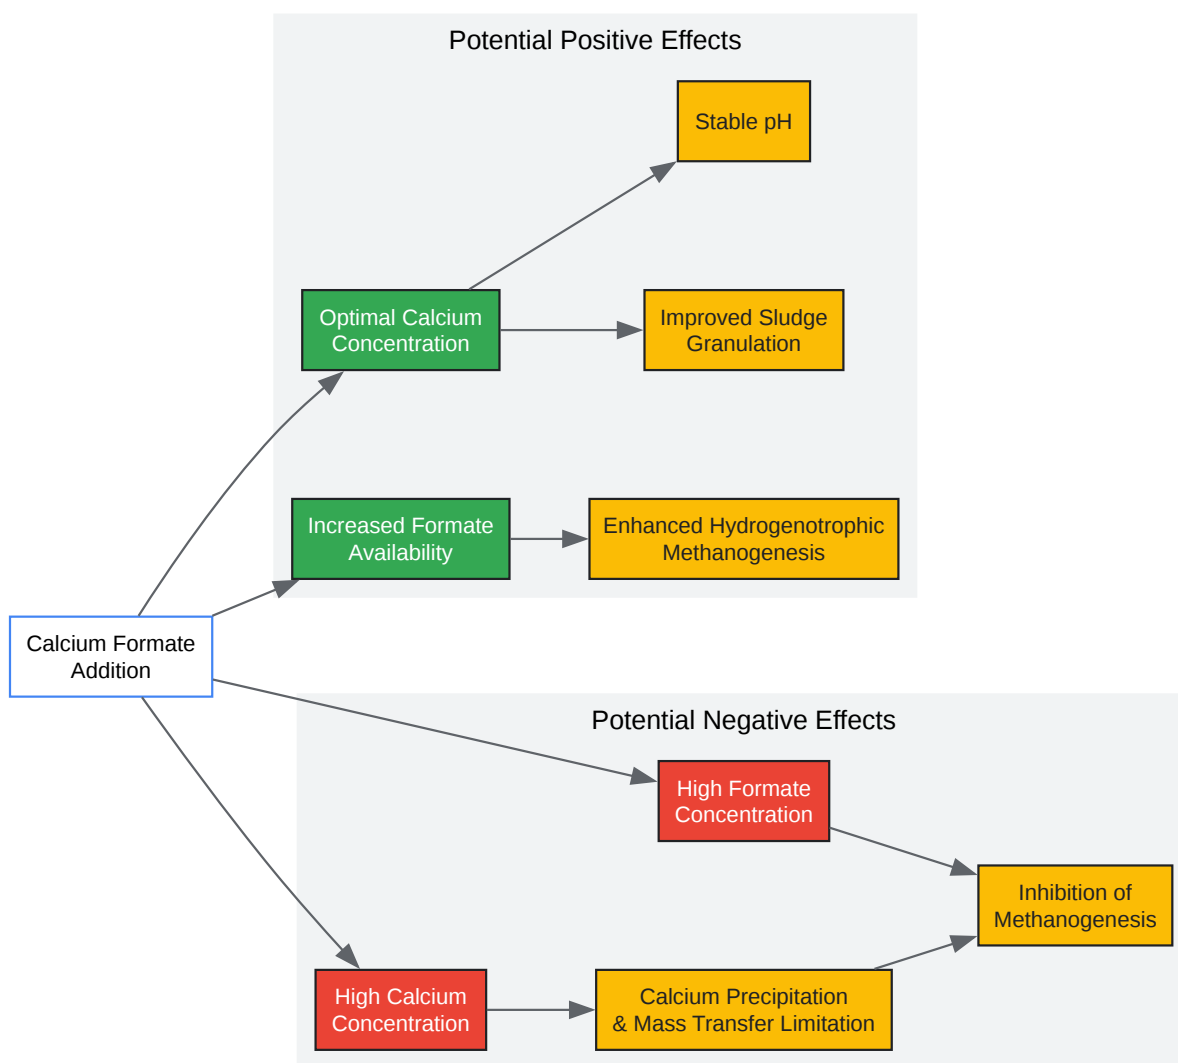 Potential Positive Effects
Stable pH
Optimal Calcium
Concentration
Improved Sludge
Granulation
Increased Formate
Availability
Enhanced Hydrogenotrophic
Methanogenesis
Calcium Formate
Addition
Potential Negative Effects
High Formate
Concentration
Inhibition of
Methanogenesis
High Calcium
Concentration
Calcium Precipitation
& Mass Transfer Limitation